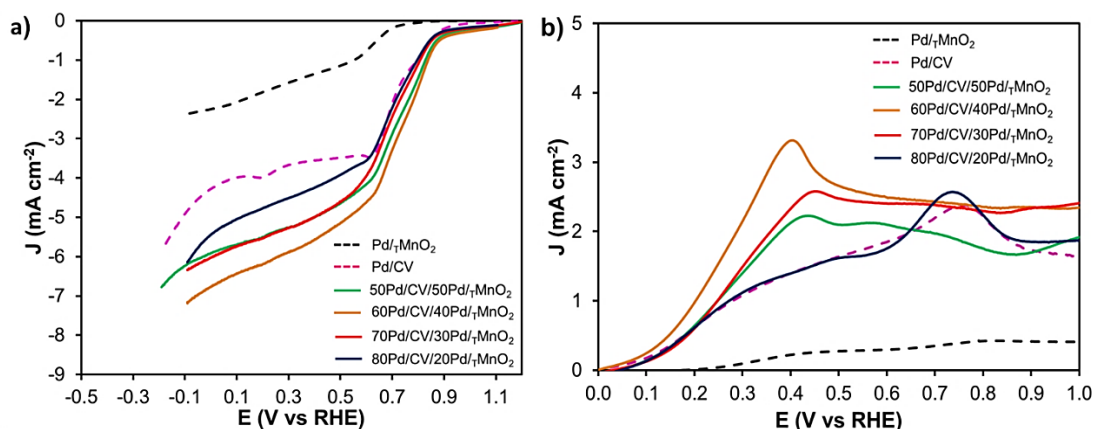 a)
0
-1
-2
-3
-4
-5
-6
-7
-8
-9
J (mA cm⁻²)
Pd/TMnO₂
Pd/CV
50Pd/CV/50Pd/TMnO₂
60Pd/CV/40Pd/TMnO₂
70Pd/CV/30Pd/TMnO₂
80Pd/CV/20Pd/TMnO₂
-0.5 -0.3 -0.1 0.1 0.3 0.5 0.7 0.9 1.1
E (V vs RHE)
b)
5
4
3
2
1
0
J (mA cm⁻²)
Pd/TMnO₂
Pd/CV
50Pd/CV/50Pd/TMnO₂
60Pd/CV/40Pd/TMnO₂
70Pd/CV/30Pd/TMnO₂
80Pd/CV/20Pd/TMnO₂
0.0 0.1 0.2 0.3 0.4 0.5 0.6 0.7 0.8 0.9 1.0
E (V vs RHE)